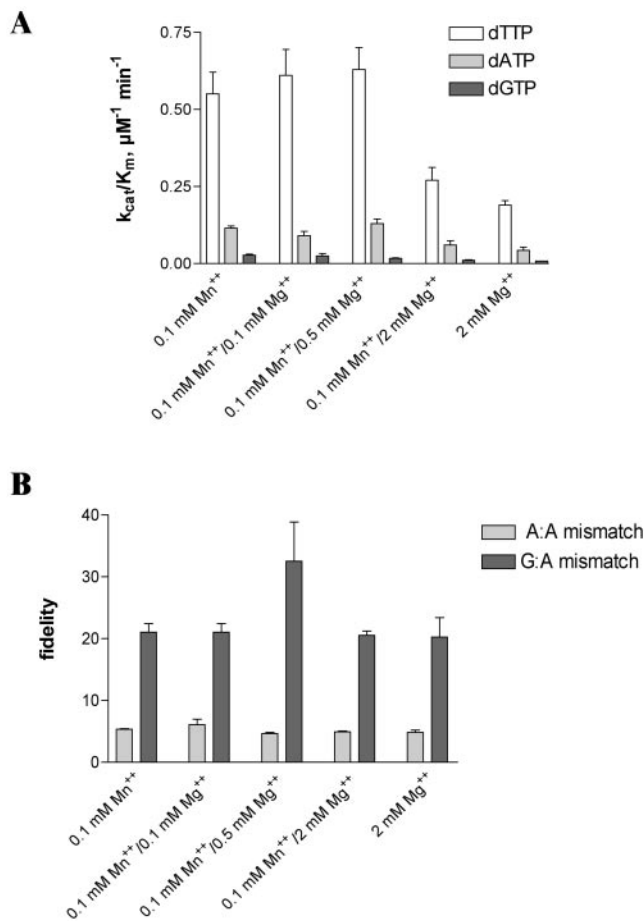 A
k_cat/K_m, µM⁻¹ min⁻¹
0.75
0.50
0.25
0.00
dTTP
dATP
dGTP
0.1 mM Mn⁺⁺
0.1 mM Mn⁺⁺/0.1 mM Mg⁺⁺
0.1 mM Mn⁺⁺/0.5 mM Mg⁺⁺
0.1 mM Mn⁺⁺/2 mM Mg⁺⁺
2 mM Mg⁺⁺
B
fidelity
40
30
20
10
0
A:A mismatch
G:A mismatch
0.1 mM Mn⁺⁺
0.1 mM Mn⁺⁺/0.1 mM Mg⁺⁺
0.1 mM Mn⁺⁺/0.5 mM Mg⁺⁺
0.1 mM Mn⁺⁺/2 mM Mg⁺⁺
2 mM Mg⁺⁺